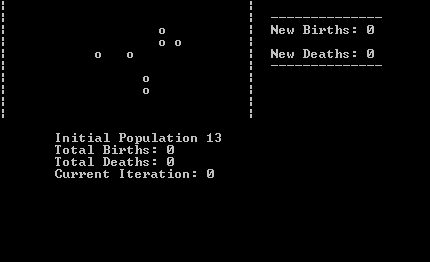 o
New Births: 0
o o
o o
New Deaths: 0
o
o
Initial Population 13
Total Births: 0
Total Deaths: 0
Current Iteration: 0